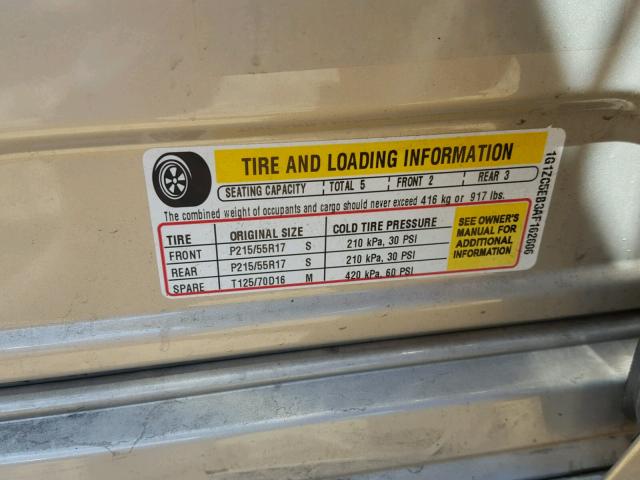 TIRE AND LOADING INFORMATION
SEATING CAPACITY TOTAL 5 FRONT 2 REAR 3
The combined weight of occupants and cargo should never exceed 416 kg or 917 lbs.
TIRE ORIGINAL SIZE COLD TIRE PRESSURE
FRONT P215/55R17 S 210 kPa, 30 PSI
REAR P215/55R17 S 210 kPa, 30 PSI
SPARE T125/70D16 M 420 kPa, 60 PSI
SEE OWNER'S
MANUAL FOR
ADDITIONAL
INFORMATION
1G1ZC5EB3AF162606